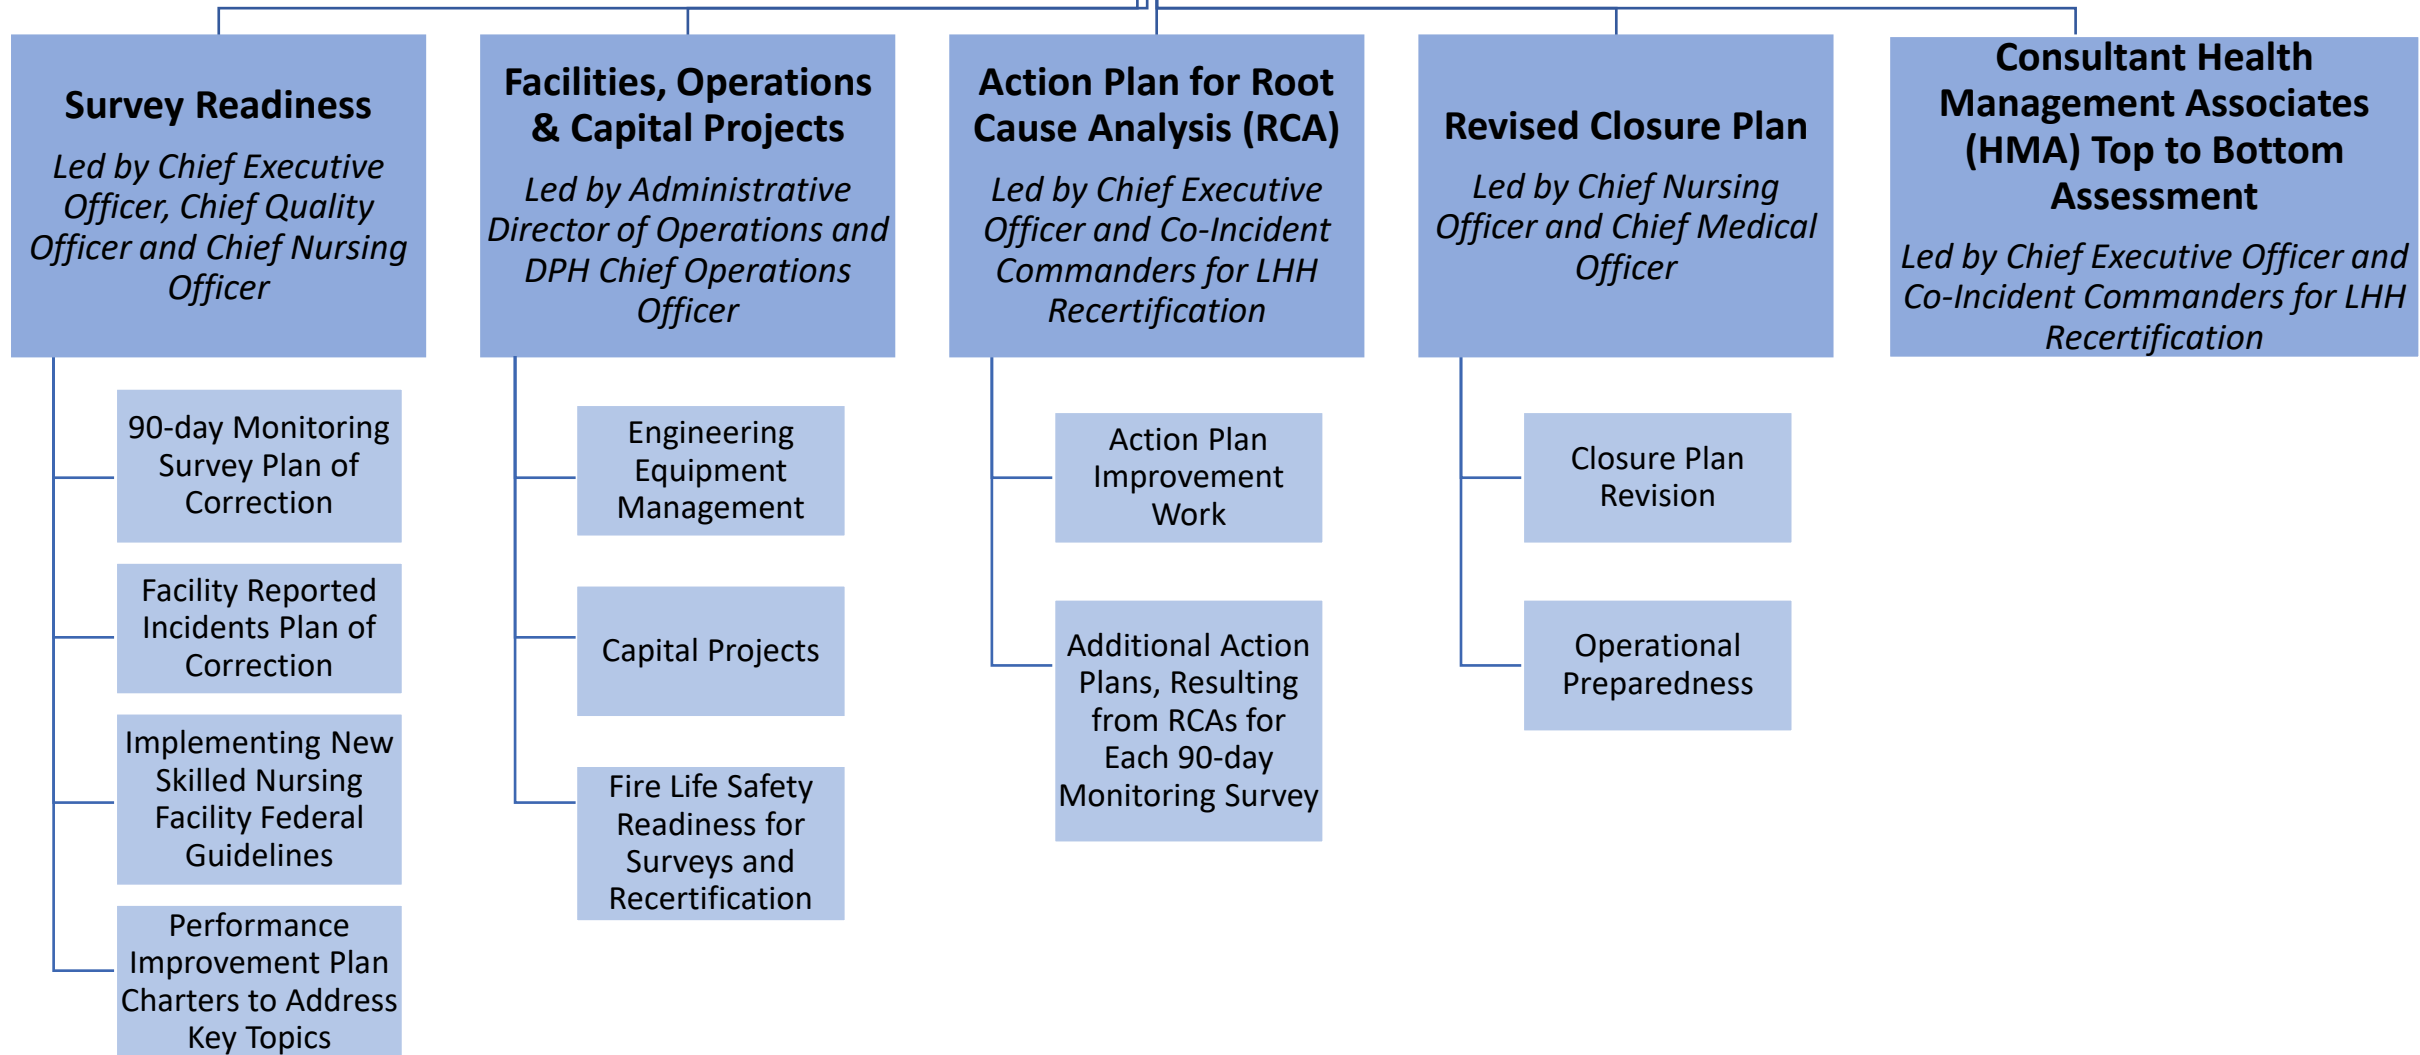 Survey Readiness
Led by Chief Executive
Officer, Chief Quality
Officer and Chief Nursing
Officer
90-day Monitoring
Survey Plan of
Correction
Facility Reported
Incidents Plan of
Correction
Implementing New
Skilled Nursing
Facility Federal
Guidelines
Performance
Improvement Plan
Charters to Address
Key Topics
Facilities, Operations
& Capital Projects
Led by Administrative
Director of Operations and
DPH Chief Operations
Officer
Engineering
Equipment
Management
Capital Projects
Fire Life Safety
Readiness for
Surveys and
Recertification
Action Plan for Root
Cause Analysis (RCA)
Led by Chief Executive
Officer and Co-Incident
Commanders for LHH
Recertification
Action Plan
Improvement
Work
Additional Action
Plans, Resulting
from RCAs for
Each 90-day
Monitoring Survey
Revised Closure Plan
Led by Chief Nursing
Officer and Chief Medical
Officer
Closure Plan
Revision
Operational
Preparedness
Consultant Health
Management Associates
(HMA) Top to Bottom
Assessment
Led by Chief Executive Officer and
Co-Incident Commanders for LHH
Recertification